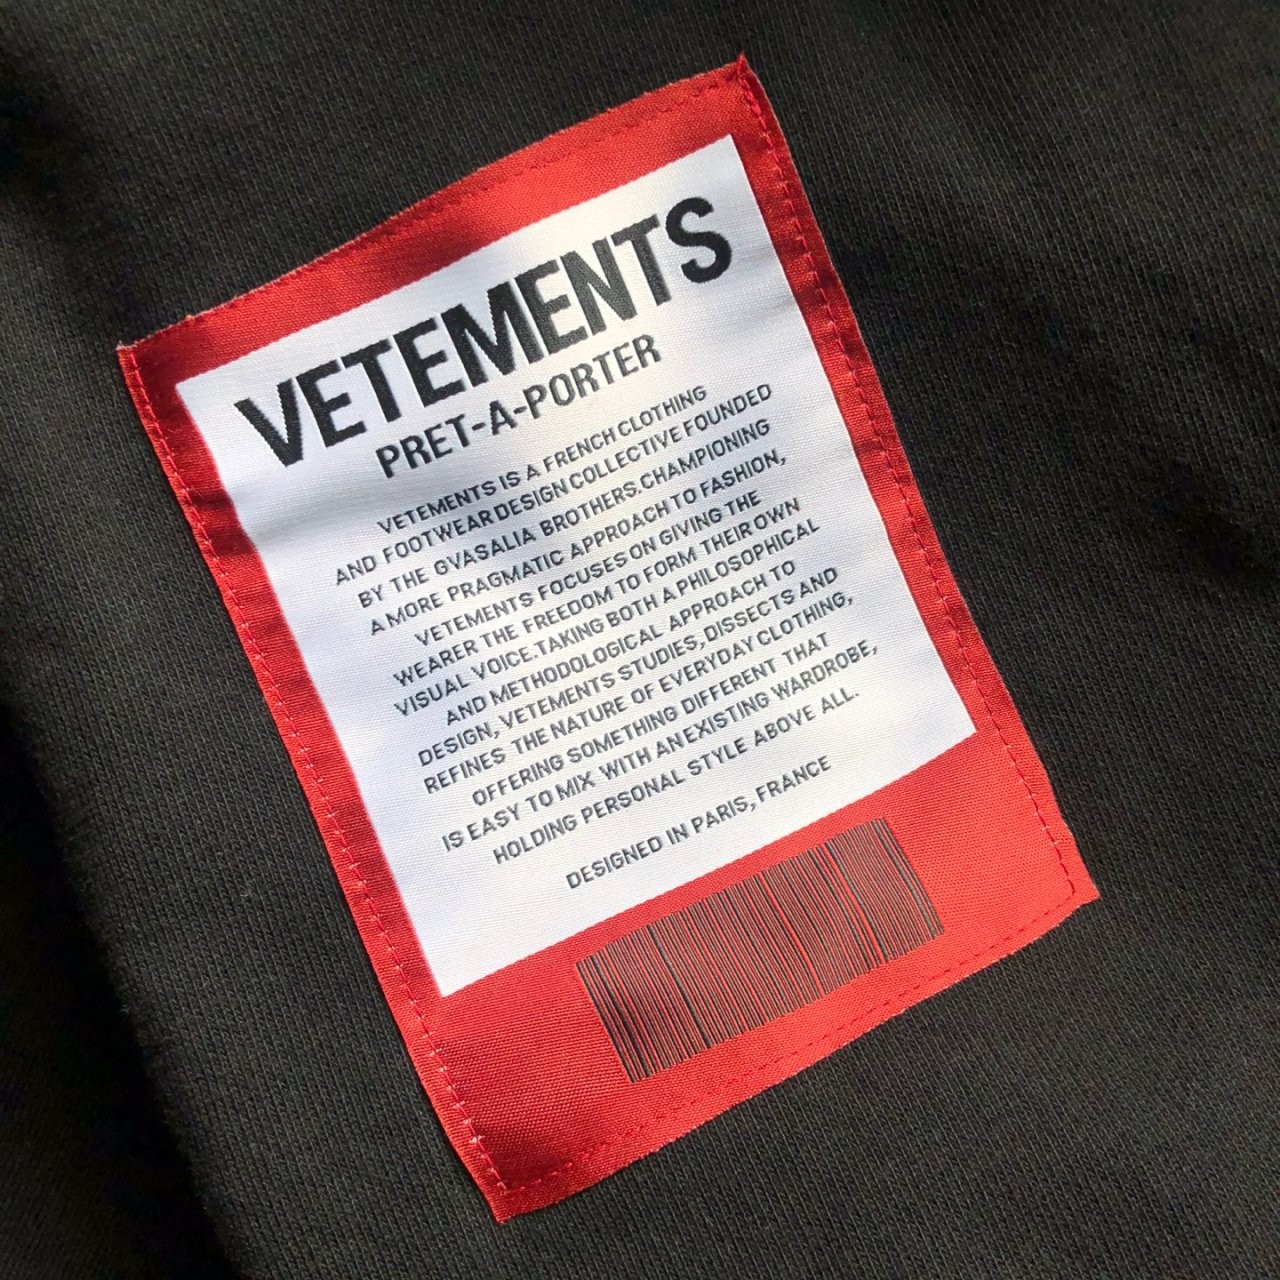 VETEMENTS
PRET-A-PORTER
VETEMENTS IS A FRENCH CLOTHING
AND FOOTWEAR DESIGN COLLECTIVE FOUNDED
BY THE GVASALIA BROTHERS. CHAMPIONING
A MORE PRAGMATIC APPROACH TO FASHION,
VETEMENTS FOCUSES ON GIVING THE
WEARER THE FREEDOM TO FORM THEIR OWN
VISUAL VOICE. TAKING BOTH A PHILOSOPHICAL
AND METHODOLOGICAL APPROACH TO
DESIGN, VETEMENTS STUDIES, DISSECTS AND
REFINES THE NATURE OF EVERYDAY CLOTHING,
OFFERING SOMETHING DIFFERENT THAT
IS EASY TO MIX WITH AN EXISTING WARDROBE,
HOLDING PERSONAL STYLE ABOVE ALL.
DESIGNED IN PARIS, FRANCE